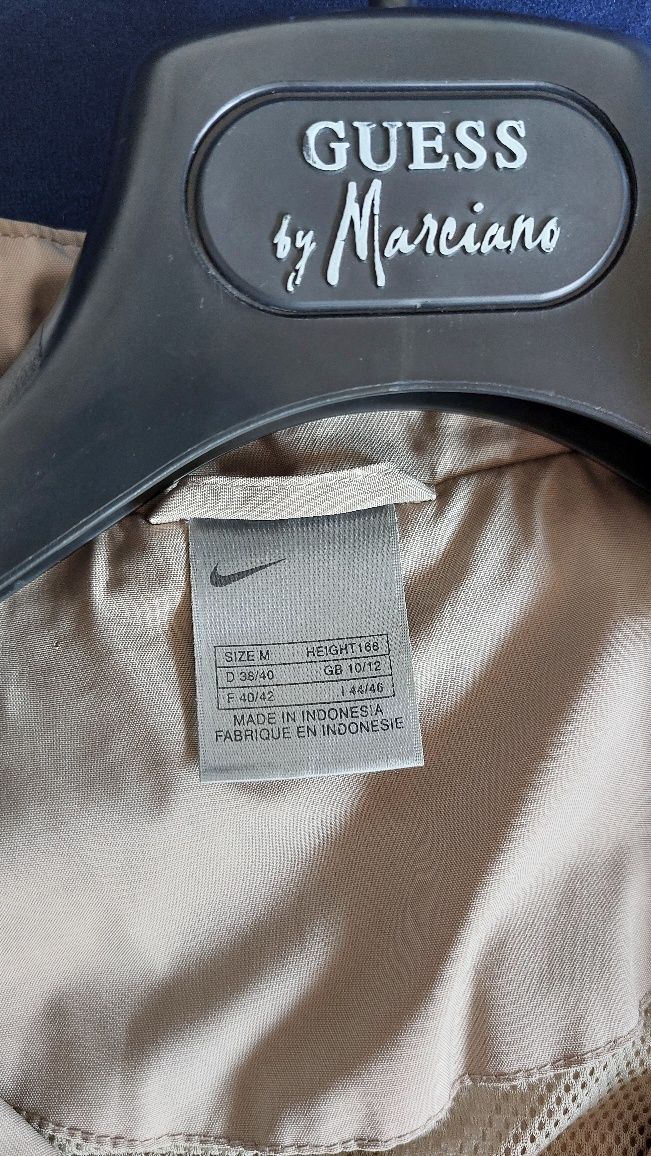 GUESS
by Marciano
SIZE M HEIGHT166
D 38/40 GB 10/12
F 40/42 I 44/46
MADE IN INDONESIA
FABRIQUE EN INDONESIE